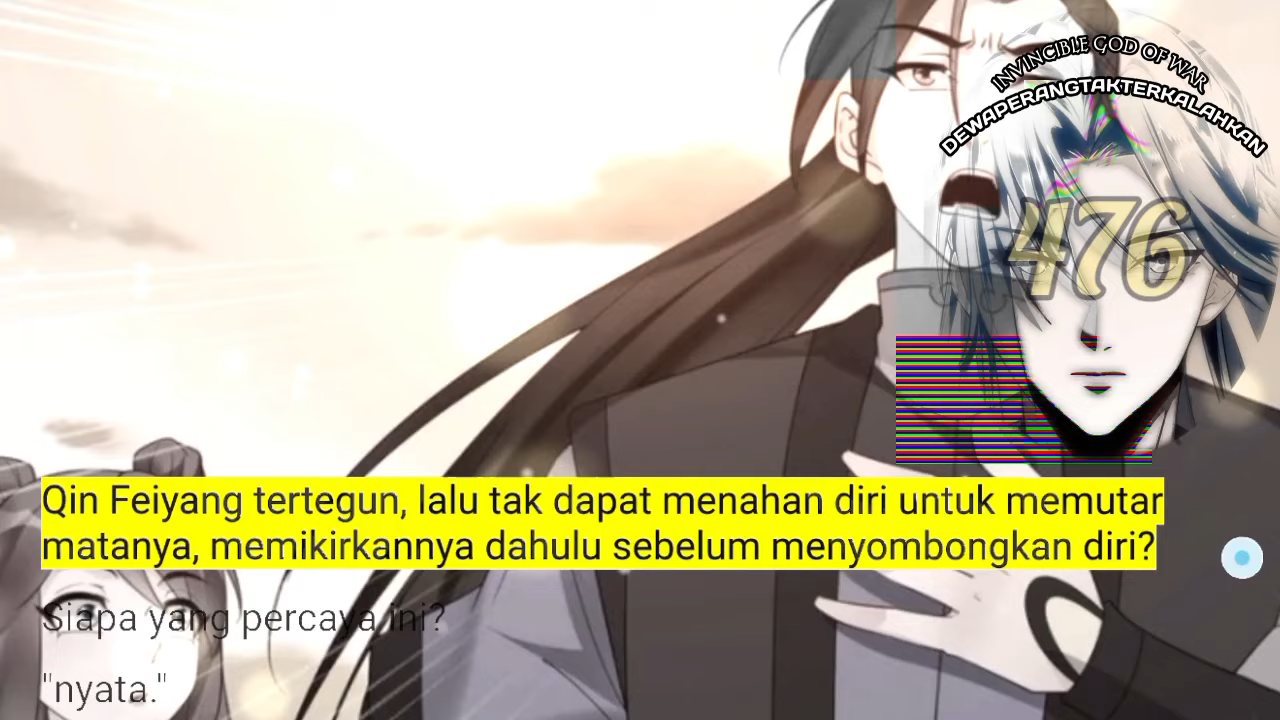 INVINCIBLE GOD OF WAR
DEWAPERANGTAKTERKALAHKAN
476
Qin Feiyang tertegun, lalu tak dapat menahan diri untuk memutar
matanya, memikirkannya dahulu sebelum menyombongkan diri?
Siapa yang percaya ini?
"nyata."